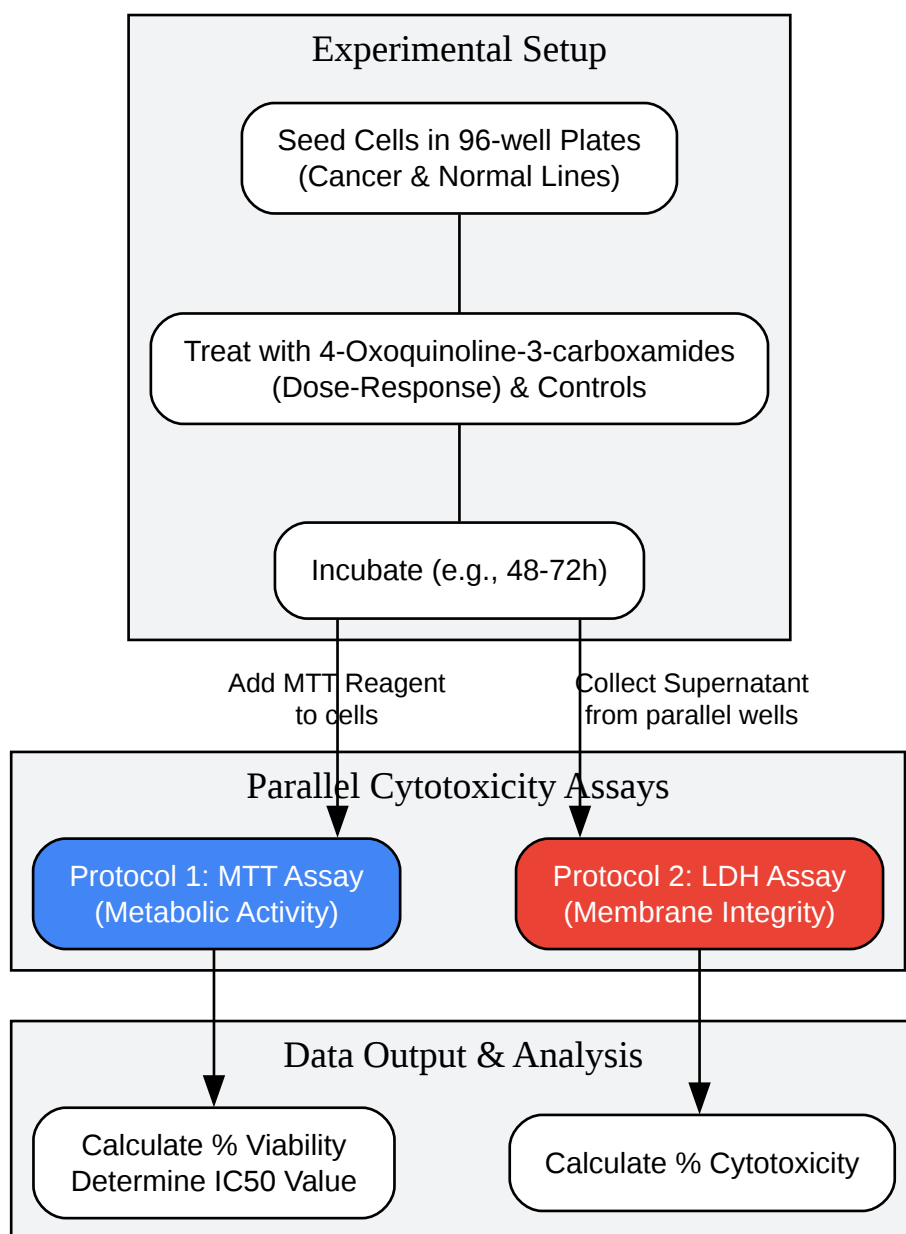 Experimental Setup
Seed Cells in 96-well Plates
(Cancer & Normal Lines)
Treat with 4-Oxoquinoline-3-carboxamides
(Dose-Response) & Controls
Incubate (e.g., 48-72h)
Add MTT Reagent
to cells
Collect Supernatant
from parallel wells
Parallel Cytotoxicity Assays
Protocol 1: MTT Assay
(Metabolic Activity)
Protocol 2: LDH Assay
(Membrane Integrity)
Data Output & Analysis
Calculate % Viability
Determine IC50 Value
Calculate % Cytotoxicity